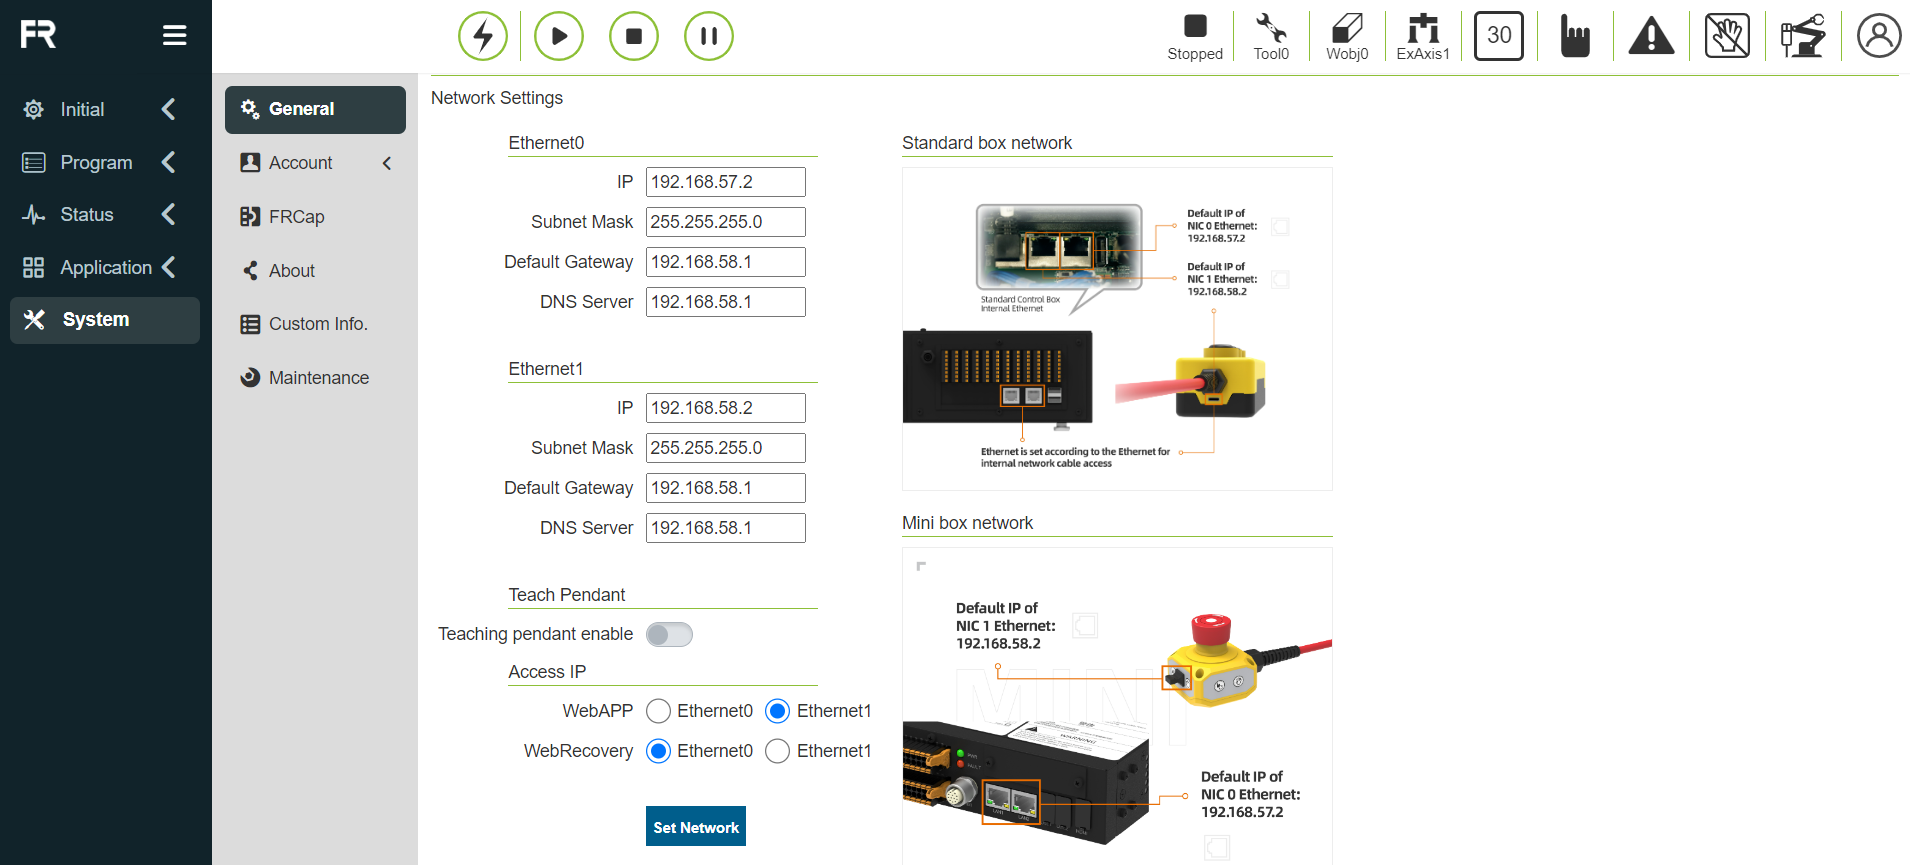 FR
Stopped
Tool0
Wobj0
ExAxis1
30
Initial
Program
Status
Application
System
General
Account
FRCap
About
Custom Info.
Maintenance
Network Settings
Ethernet0
IP 192.168.57.2
Subnet Mask 255.255.255.0
Default Gateway 192.168.58.1
DNS Server 192.168.58.1
Ethernet1
IP 192.168.58.2
Subnet Mask 255.255.255.0
Default Gateway 192.168.58.1
DNS Server 192.168.58.1
Teach Pendant
Teaching pendant enable
Access IP
WebAPP Ethernet0 Ethernet1
WebRecovery Ethernet0 Ethernet1
Set Network
Standard box network
Default IP of
NIC 0 Ethernet:
192.168.57.2
Default IP of
NIC 1 Ethernet:
192.168.58.2
Standard Control Box
Internal Ethernet
Ethernet is set according to the Ethernet for
internal network cable access
Mini box network
Default IP of
NIC 1 Ethernet:
192.168.58.2
MINI
WARNING!
Default IP of
NIC 0 Ethernet:
192.168.57.2